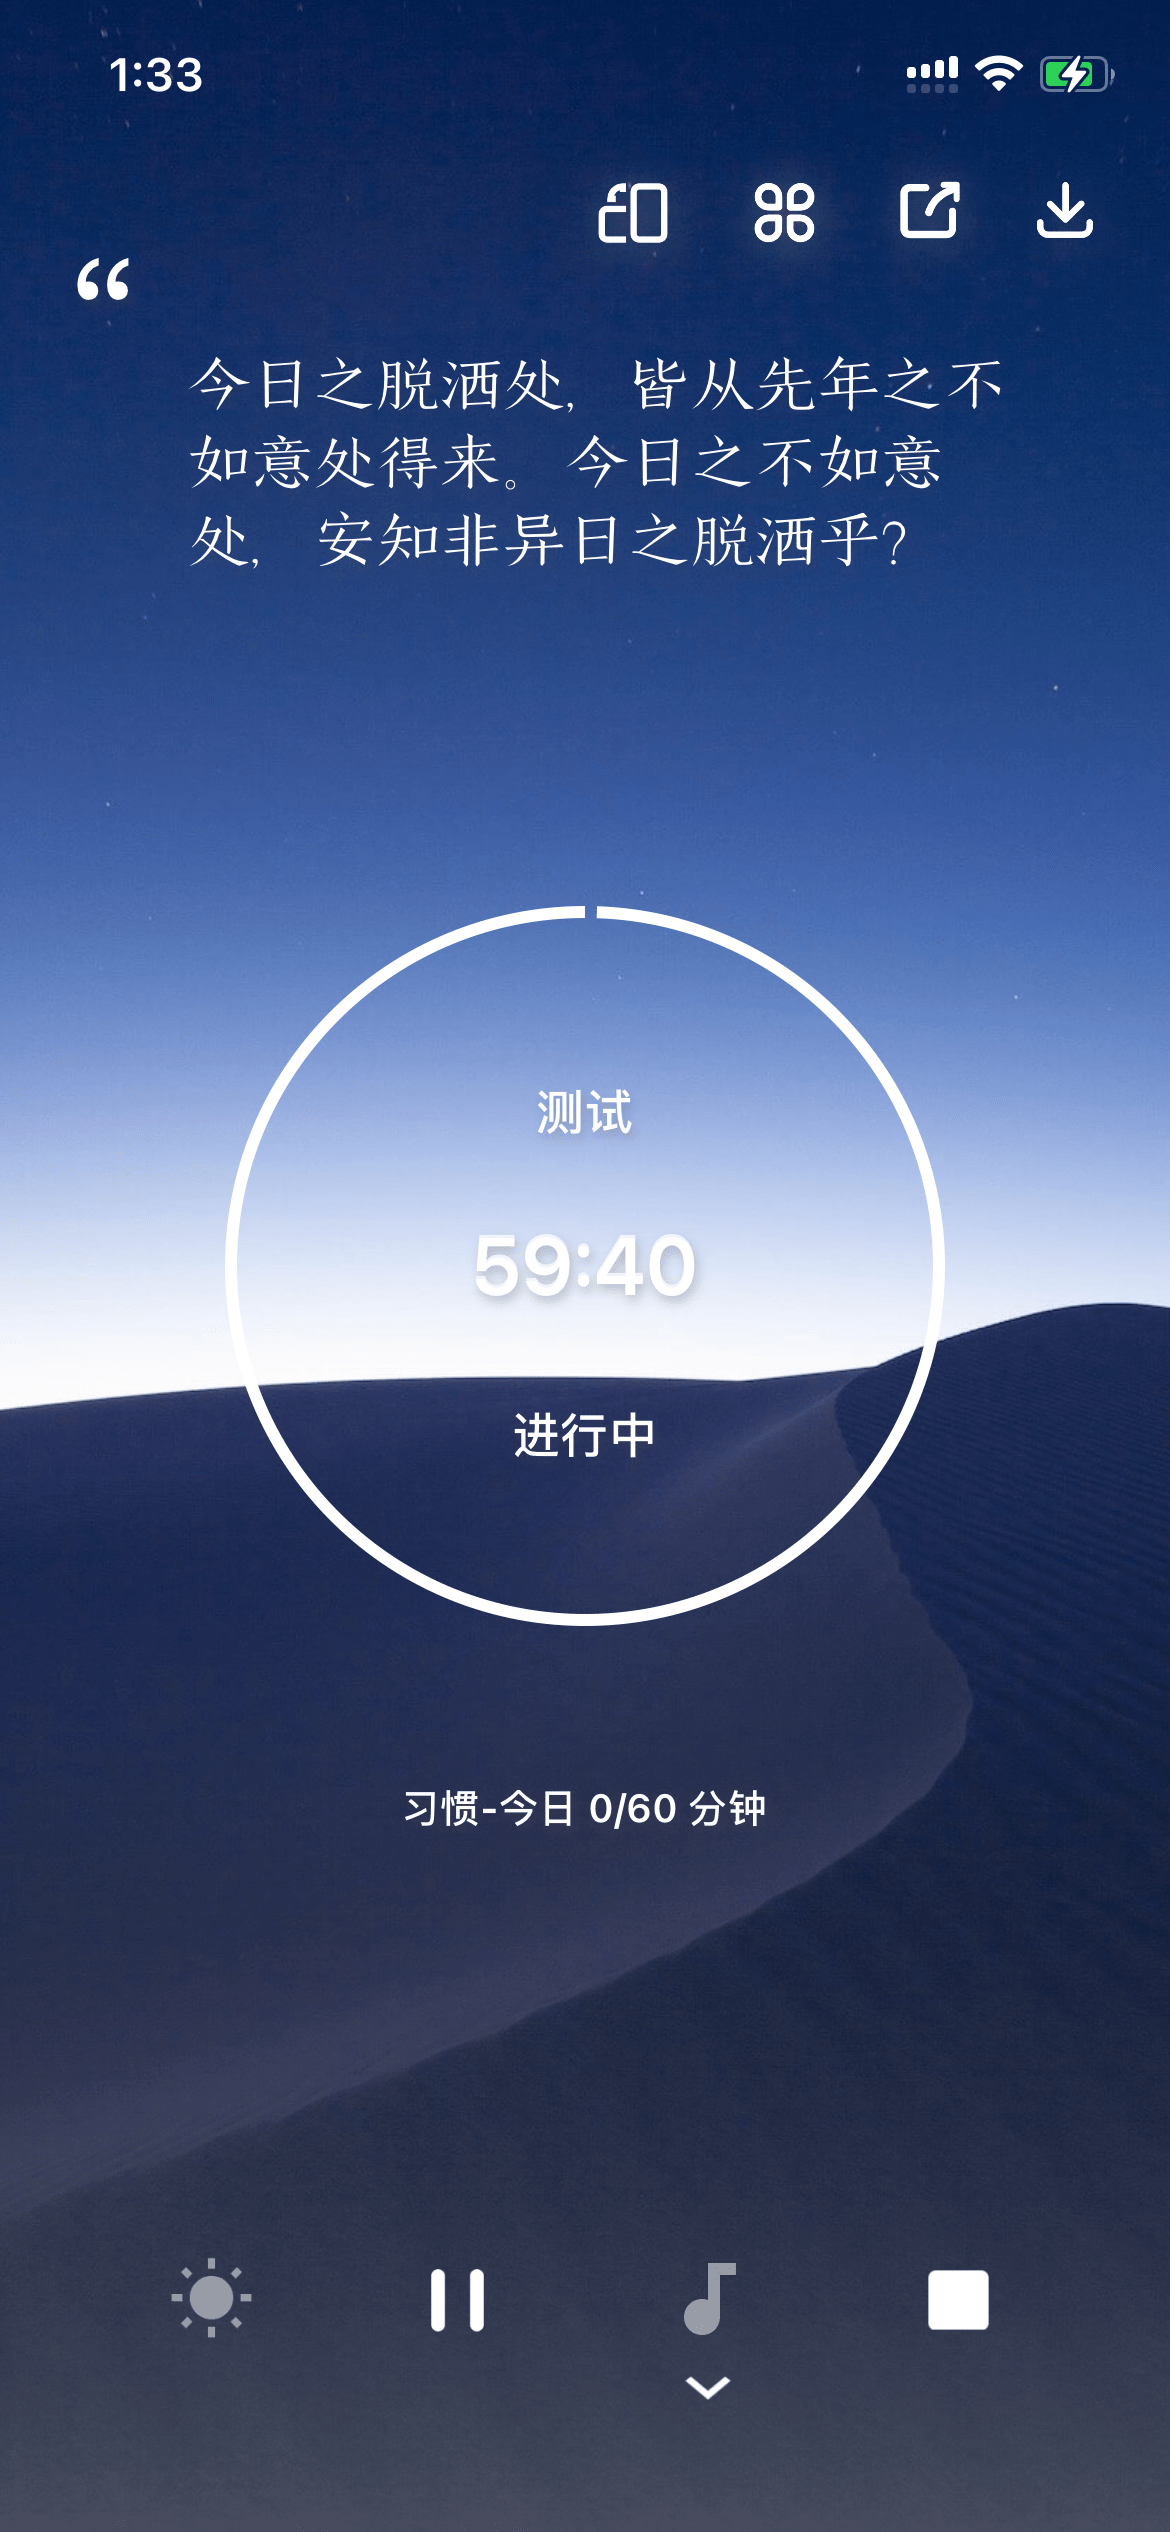 1:33
“
今日之脱洒处，皆从先年之不
如意处得来。今日之不如意
处，安知非异日之脱洒乎？
测试
59:40
进行中
习惯-今日 0/60 分钟